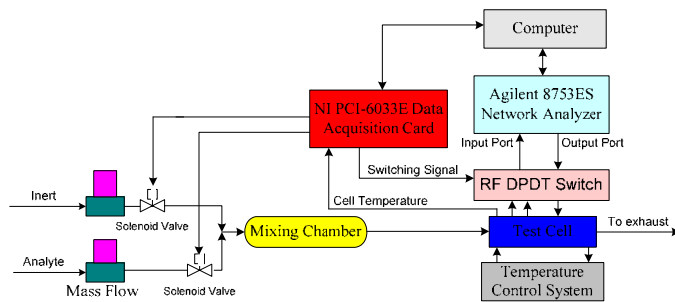 Computer
NI PCI-6033E Data
Acquisition Card
Agilent 8753ES
Network Analyzer
Input Port
Output Port
Switching Signal
RF DPDT Switch
Cell Temperature
Inert
Solenoid Valve
Mixing Chamber
Test Cell
To exhaust
Analyte
Mass Flow
Solenoid Valve
Temperature
Control System